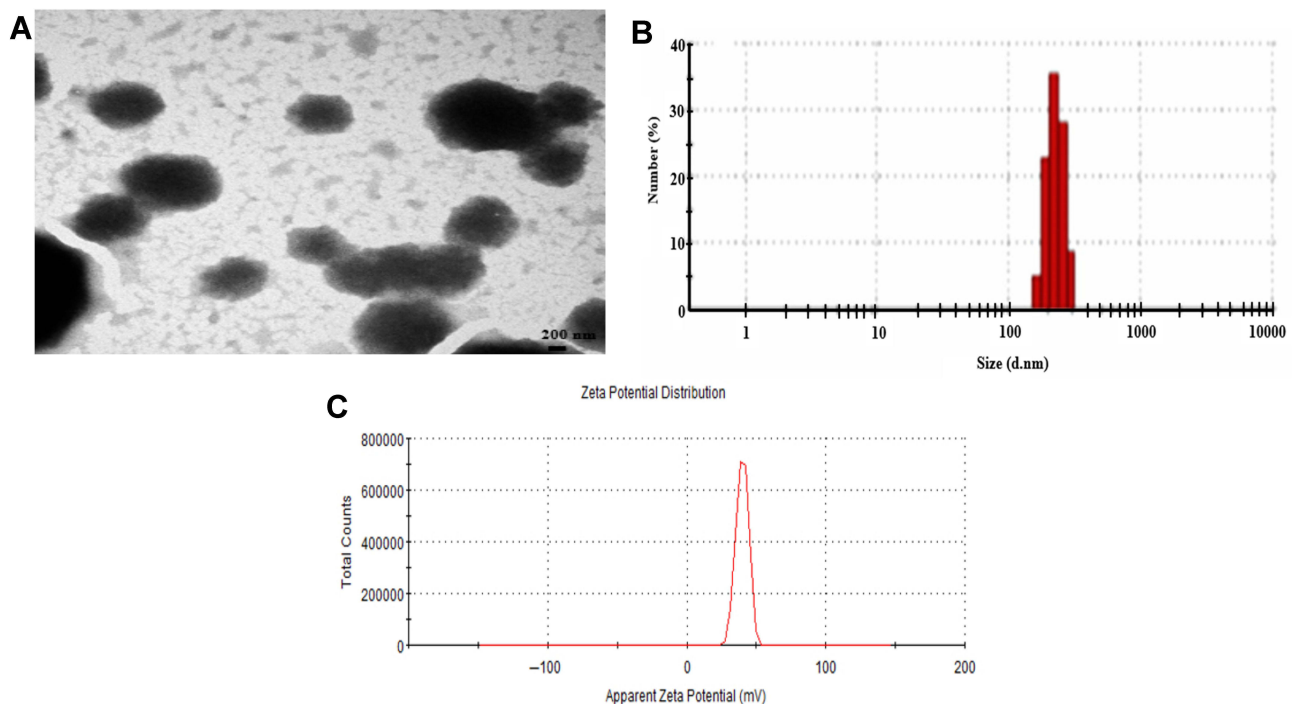 A
200 nm
B
40
30
20
10
0
Number (%)
1 10 100 1000 10000
Size (d.nm)
C
Zeta Potential Distribution
800000
600000
400000
200000
0
Total Counts
–100 0 100 200
Apparent Zeta Potential (mV)